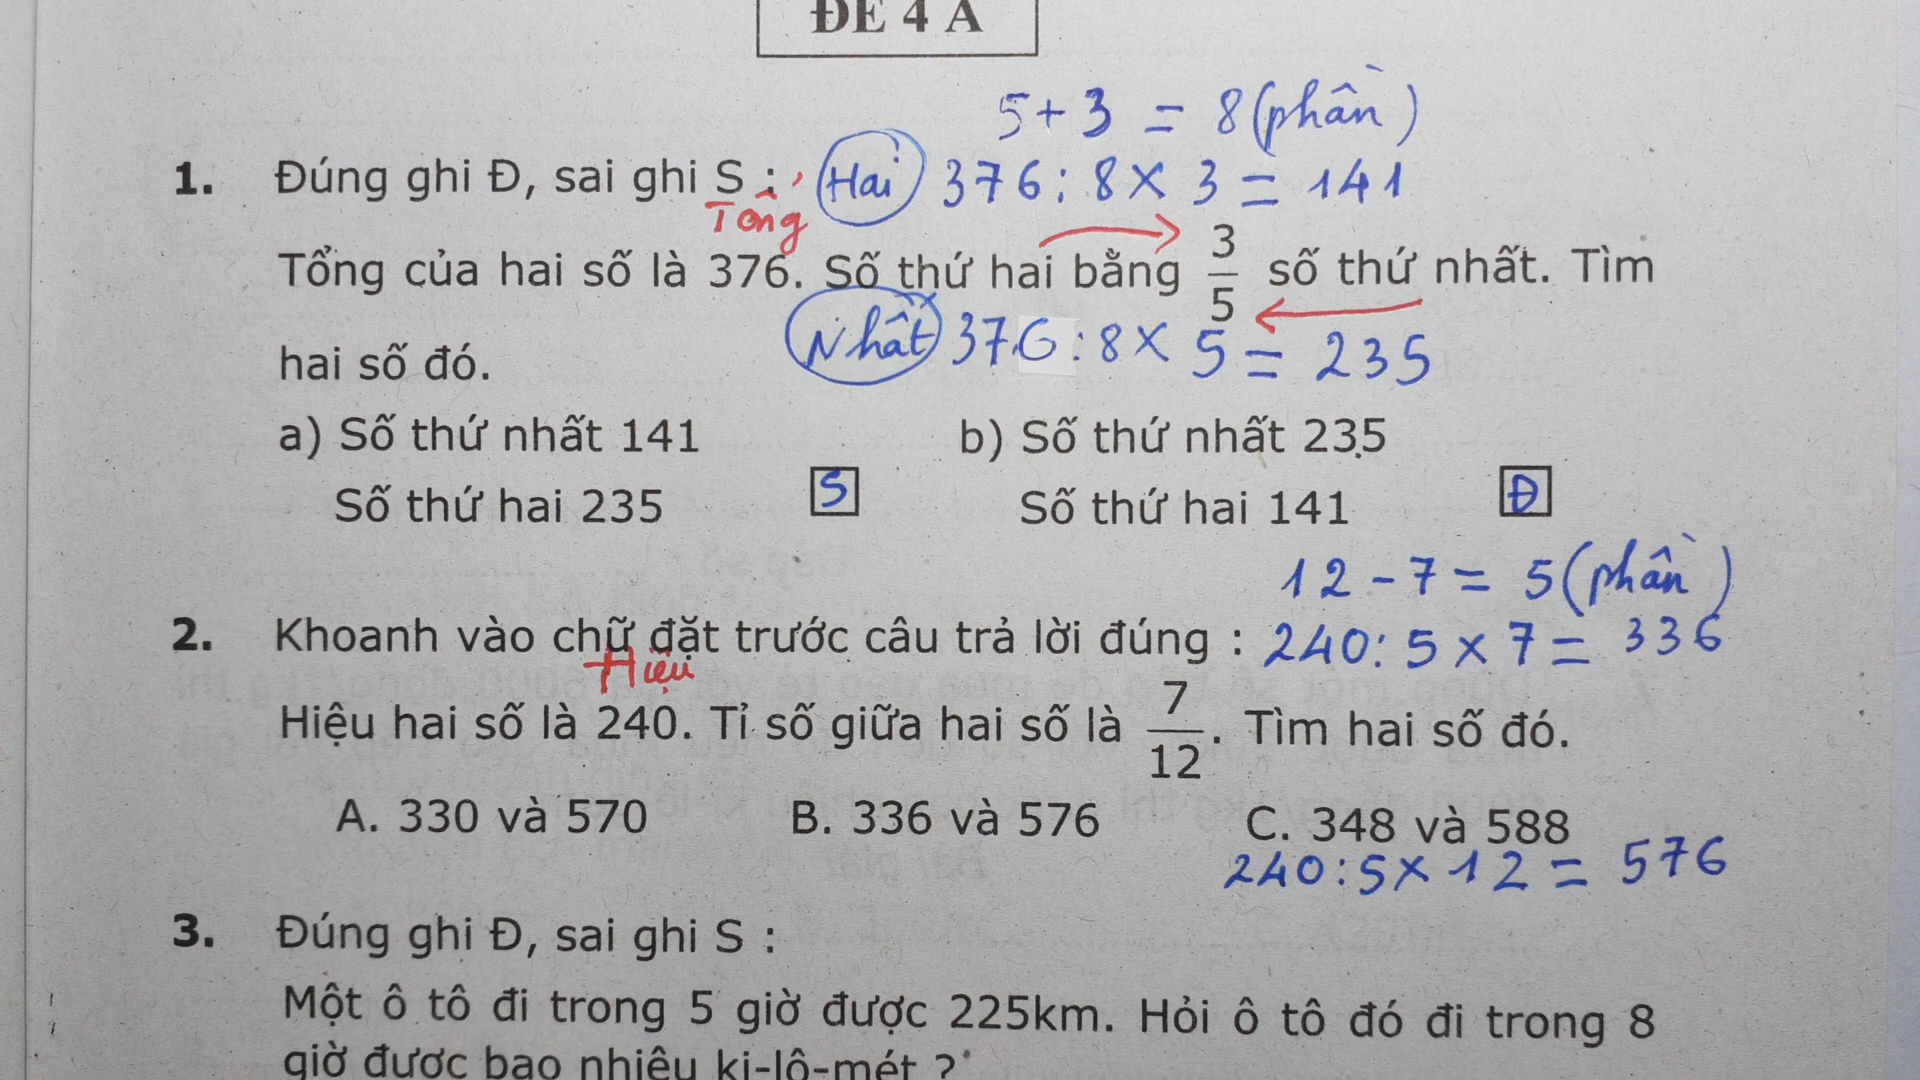 ĐỀ 4 A
5 + 3 = 8 (phần)
1. Đúng ghi Đ, sai ghi S : Hai 376 : 8 × 3 = 141
Tổng
Tổng của hai số là 376. Số thứ hai bằng 3/5 số thứ nhất. Tìm
Nhất 376 : 8 × 5 = 235
hai số đó.
a) Số thứ nhất 141 b) Số thứ nhất 235
Số thứ hai 235 S Số thứ hai 141 Đ
12 - 7 = 5 (phần)
2. Khoanh vào chữ đặt trước câu trả lời đúng : 240 : 5 × 7 = 336
Hiệu
Hiệu hai số là 240. Tỉ số giữa hai số là 7/12. Tìm hai số đó.
A. 330 và 570 B. 336 và 576 C. 348 và 588
240 : 5 × 12 = 576
3. Đúng ghi Đ, sai ghi S :
Một ô tô đi trong 5 giờ được 225km. Hỏi ô tô đó đi trong 8
giờ được bao nhiêu ki-lô-mét ?